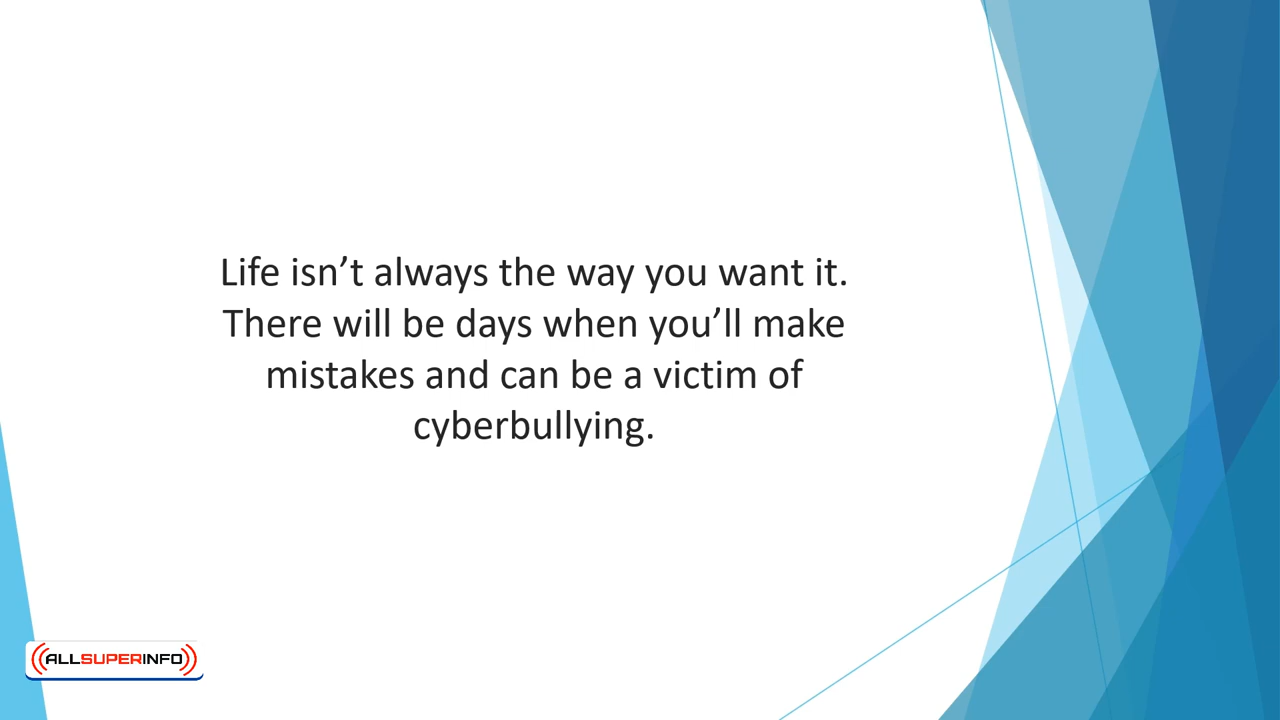 Life isn’t always the way you want it.
There will be days when you’ll make
mistakes and can be a victim of
cyberbullying.
ALLSUPERINFO